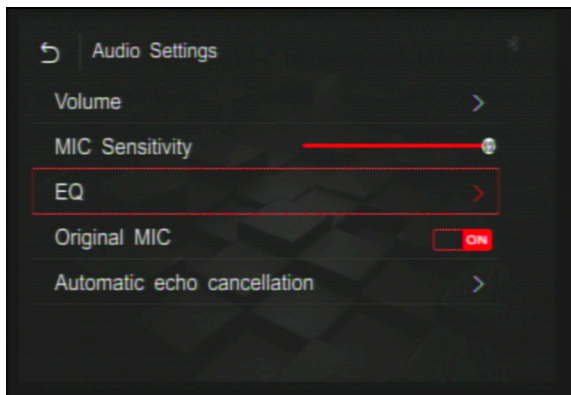 Audio Settings
Volume
MIC Sensitivity
EQ
Original MIC
ON
Automatic echo cancellation